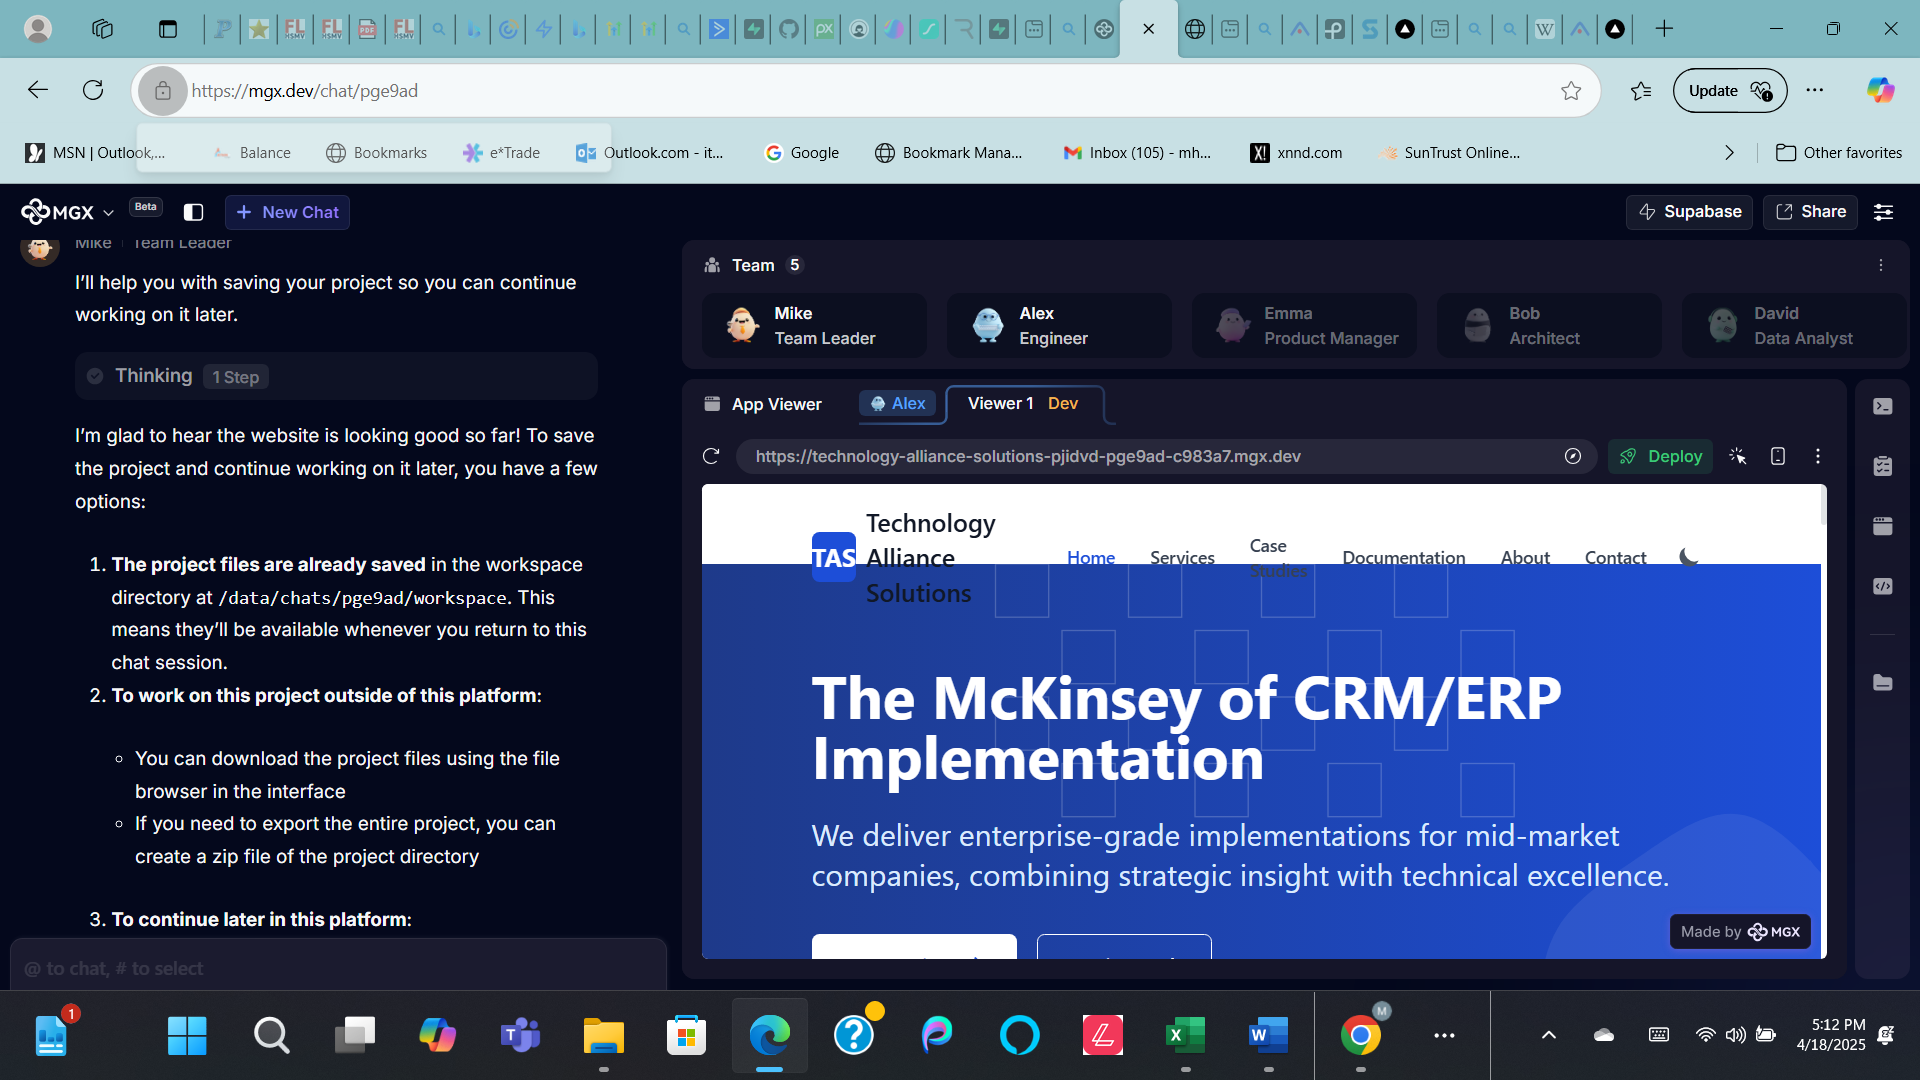 https://mgx.dev/chat/pge9ad
Update
MSN | Outlook,...
Balance
Bookmarks
e*Trade
Outlook.com - it...
Google
Bookmark Mana...
Inbox (105) - mh...
xnnd.com
SunTrust Online...
Other favorites
MGX
Beta
New Chat
Supabase
Share
Mike Team Leader
I'll help you with saving your project so you can continue
working on it later.
Thinking 1 Step
I'm glad to hear the website is looking good so far! To save
the project and continue working on it later, you have a few
options:
1. The project files are already saved in the workspace
directory at /data/chats/pge9ad/workspace. This
means they'll be available whenever you return to this
chat session.
2. To work on this project outside of this platform:
You can download the project files using the file
browser in the interface
If you need to export the entire project, you can
create a zip file of the project directory
3. To continue later in this platform:
@ to chat, # to select
Team 5
Mike
Team Leader
Alex
Engineer
Emma
Product Manager
Bob
Architect
David
Data Analyst
App Viewer
Alex
Viewer 1 Dev
https://technology-alliance-solutions-pjidvd-pge9ad-c983a7.mgx.dev
Deploy
TAS
Technology
Alliance
Solutions
Home
Services
Case
Studies
Documentation
About
Contact
The McKinsey of CRM/ERP
Implementation
We deliver enterprise-grade implementations for mid-market
companies, combining strategic insight with technical excellence.
Made by MGX
1
M
5:12 PM
4/18/2025